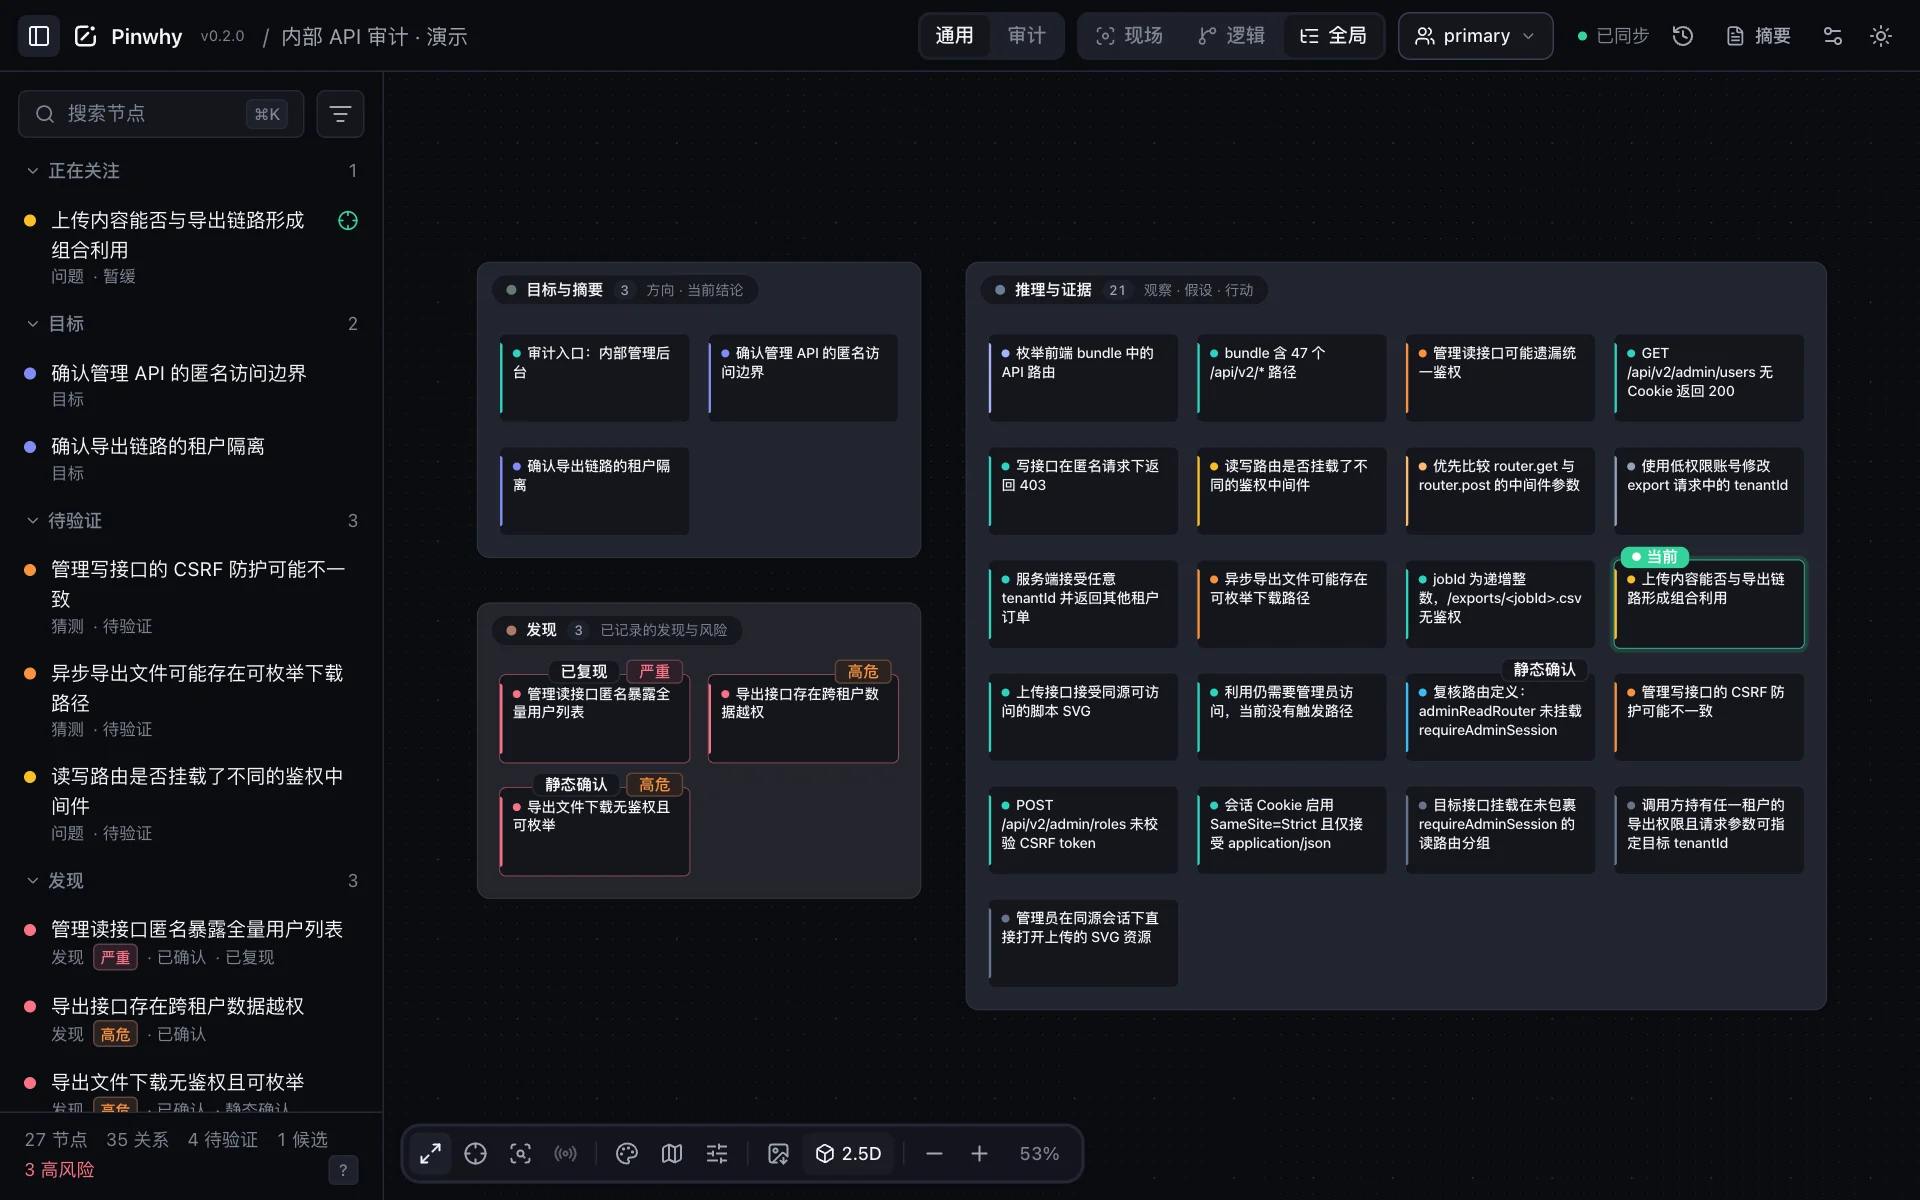 Pinwhy v0.2.0 / 内部 API 审计 · 演示
通用 审计 现场 逻辑 全局 primary 已同步 摘要
搜索节点 ⌘K
正在关注 1
上传内容能否与导出链路形成
组合利用
问题 · 暂缓
目标 2
确认管理 API 的匿名访问边界
目标
确认导出链路的租户隔离
目标
待验证 3
管理写接口的 CSRF 防护可能不一
致
猜测 · 待验证
异步导出文件可能存在可枚举下载
路径
猜测 · 待验证
读写路由是否挂载了不同的鉴权中
间件
问题 · 待验证
发现 3
管理读接口匿名暴露全量用户列表
发现 严重 · 已确认 · 已复现
导出接口存在跨租户数据越权
发现 高危 · 已确认
导出文件下载无鉴权且可枚举
发现 高危 · 已确认 · 静态确认
27 节点 35 关系 4 待验证 1 候选
3 高风险 ?
目标与摘要 3 方向 · 当前结论
审计入口：内部管理后
台
确认管理 API 的匿名访
问边界
确认导出链路的租户隔
离
发现 3 已记录的发现与风险
已复现 严重
管理读接口匿名暴露全
量用户列表
高危
导出接口存在跨租户数
据越权
静态确认 高危
导出文件下载无鉴权且
可枚举
推理与证据 21 观察 · 假设 · 行动
枚举前端 bundle 中的
API 路由
bundle 含 47 个
/api/v2/* 路径
管理读接口可能遗漏统
一鉴权
GET
/api/v2/admin/users 无
Cookie 返回 200
写接口在匿名请求下返
回 403
读写路由是否挂载了不
同的鉴权中间件
优先比较 router.get 与
router.post 的中间件参数
使用低权限账号修改
export 请求中的 tenantId
服务端接受任意
tenantId 并返回其他租户
订单
异步导出文件可能存在
可枚举下载路径
jobId 为递增整
数，/exports/<jobId>.csv
无鉴权
当前
上传内容能否与导出链
路形成组合利用
上传接口接受同源可访
问的脚本 SVG
利用仍需要管理员访
问，当前没有触发路径
静态确认
复核路由定义：
adminReadRouter 未挂载
requireAdminSession
管理写接口的 CSRF 防
护可能不一致
POST
/api/v2/admin/roles 未校
验 CSRF token
会话 Cookie 启用
SameSite=Strict 且仅接
受 application/json
目标接口挂载在未包裹
requireAdminSession 的
读路由分组
调用方持有任一租户的
导出权限且请求参数可指
定目标 tenantId
管理员在同源会话下直
接打开上传的 SVG 资源
2.5D 53%